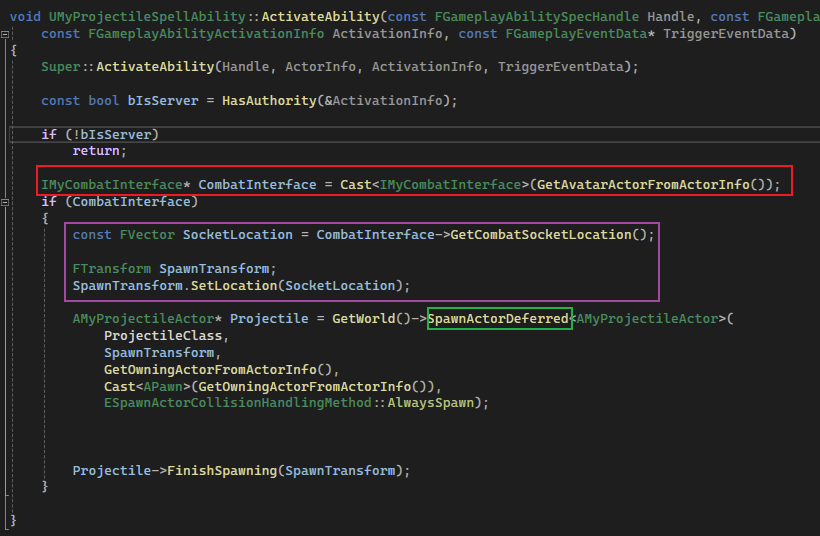 void UMyProjectileSpellAbility::ActivateAbility(const FGameplayAbilitySpecHandle Handle, const FGamepla
const FGameplayAbilityActivationInfo ActivationInfo, const FGameplayEventData* TriggerEventData)
{
Super::ActivateAbility(Handle, ActorInfo, ActivationInfo, TriggerEventData);
const bool bIsServer = HasAuthority(&ActivationInfo);
if (!bIsServer)
return;
IMyCombatInterface* CombatInterface = Cast<IMyCombatInterface>(GetAvatarActorFromActorInfo());
if (CombatInterface)
{
const FVector SocketLocation = CombatInterface->GetCombatSocketLocation();
FTransform SpawnTransform;
SpawnTransform.SetLocation(SocketLocation);
AMyProjectileActor* Projectile = GetWorld()->SpawnActorDeferred<AMyProjectileActor>(
ProjectileClass,
SpawnTransform,
GetOwningActorFromActorInfo(),
Cast<APawn>(GetOwningActorFromActorInfo()),
ESpawnActorCollisionHandlingMethod::AlwaysSpawn);
Projectile->FinishSpawning(SpawnTransform);
}
}